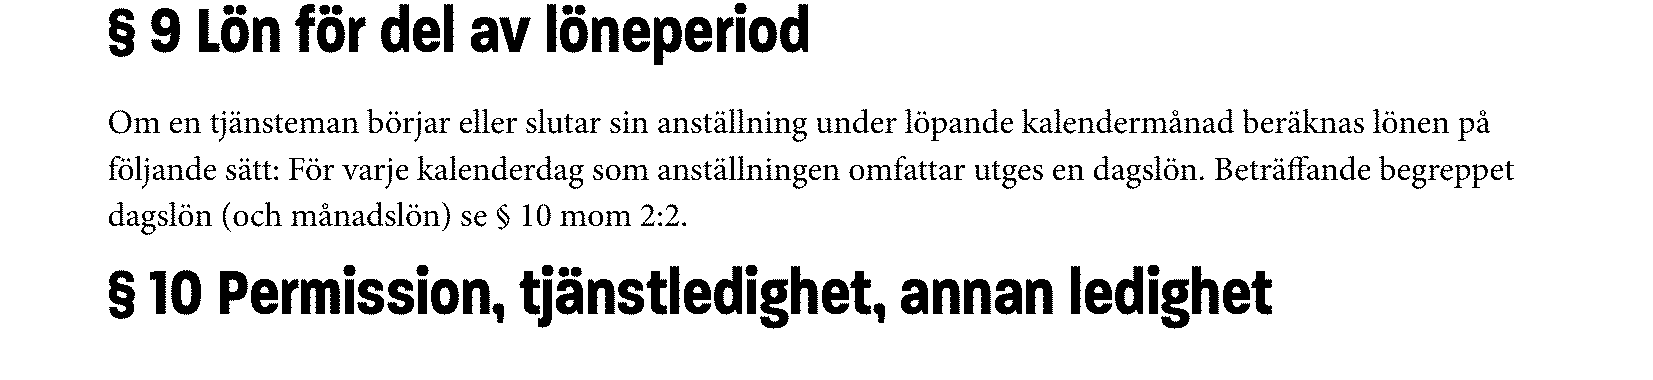 § 9 Lön för del av löneperiod
Om en tjänsteman börjar eller slutar sin anställning under löpande kalendermånad beräknas lönen på
följande sätt: För varje kalenderdag som anställningen omfattar utges en dagslön. Beträffande begreppet
dagslön (och månadslön) se § 10 mom 2:2.
§ 10 Permission, tjänstledighet, annan ledighet